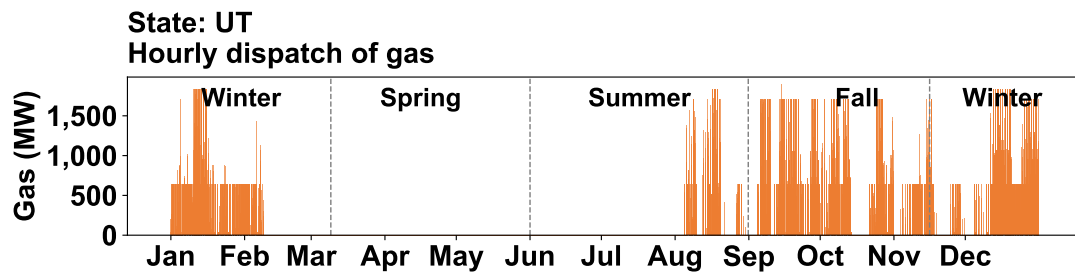 State: UT
Hourly dispatch of gas
Winter Spring Summer Fall Winter
Gas (MW)
1,500
1,000
500
0
Jan Feb Mar Apr May Jun Jul Aug Sep Oct Nov Dec